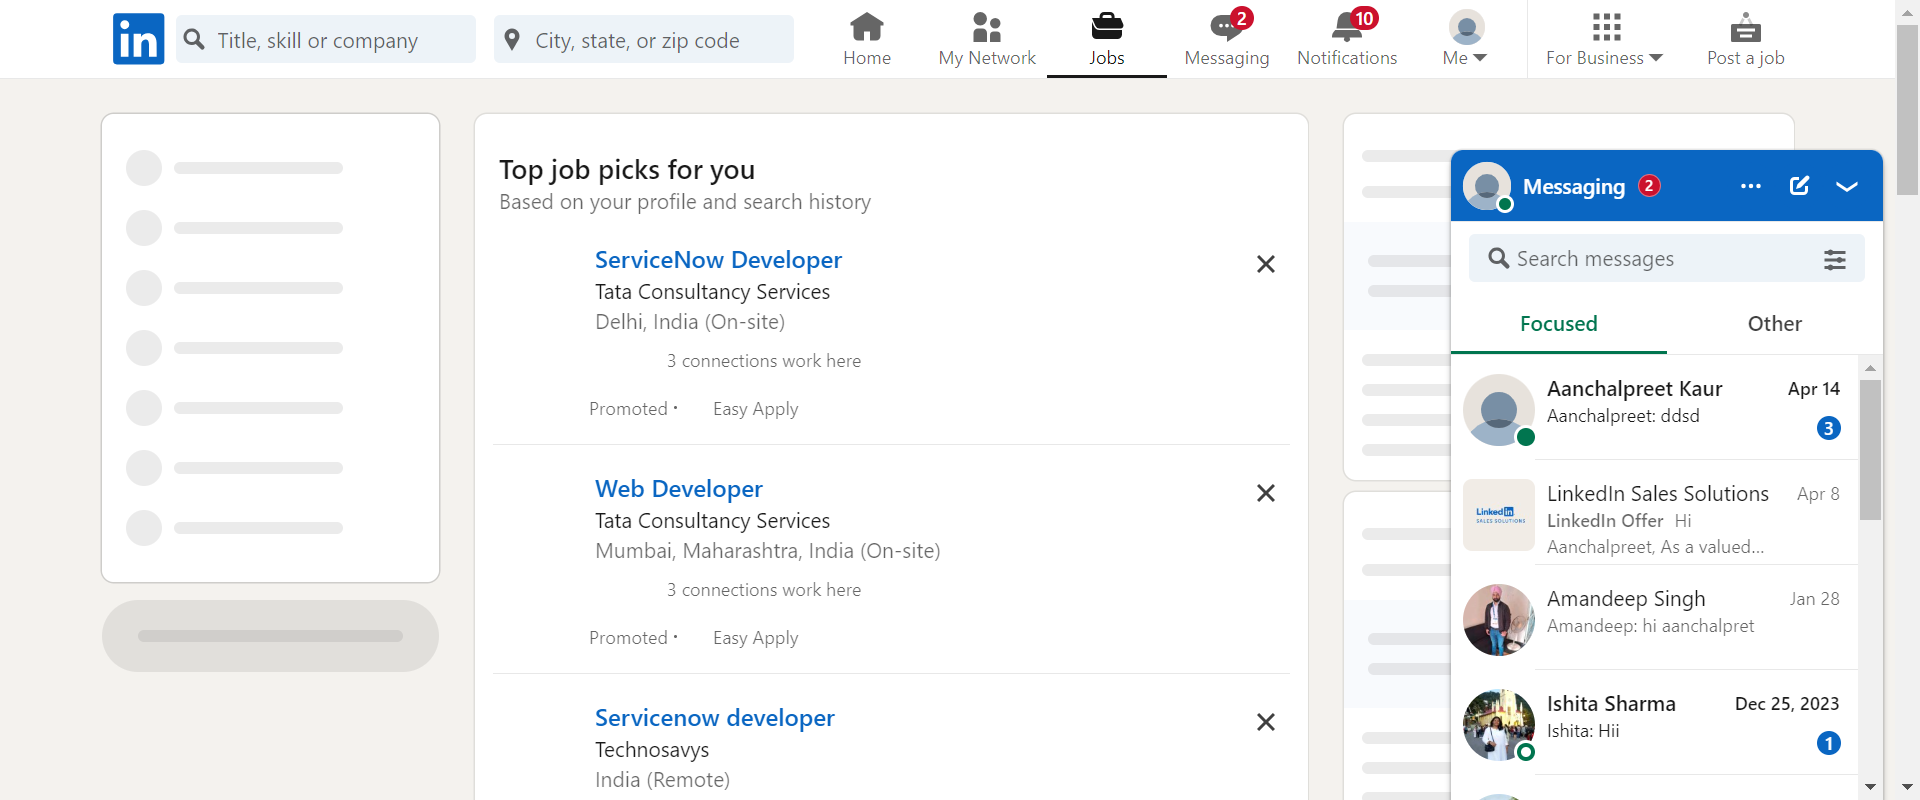 in
Title, skill or company
City, state, or zip code
Home
My Network
Jobs
2
Messaging
10
Notifications
Me
For Business
Post a job
Top job picks for you
Based on your profile and search history
ServiceNow Developer
Tata Consultancy Services
Delhi, India (On-site)
3 connections work here
Promoted · Easy Apply
Web Developer
Tata Consultancy Services
Mumbai, Maharashtra, India (On-site)
3 connections work here
Promoted · Easy Apply
Servicenow developer
Technosavys
India (Remote)
Messaging 2
Search messages
Focused Other
Aanchalpreet Kaur Apr 14
Aanchalpreet: ddsd
3
LinkedIn Sales Solutions Apr 8
LinkedIn
SALES SOLUTIONS
LinkedIn Offer Hi
Aanchalpreet, As a valued...
Amandeep Singh Jan 28
Amandeep: hi aanchalpret
Ishita Sharma Dec 25, 2023
Ishita: Hii
1